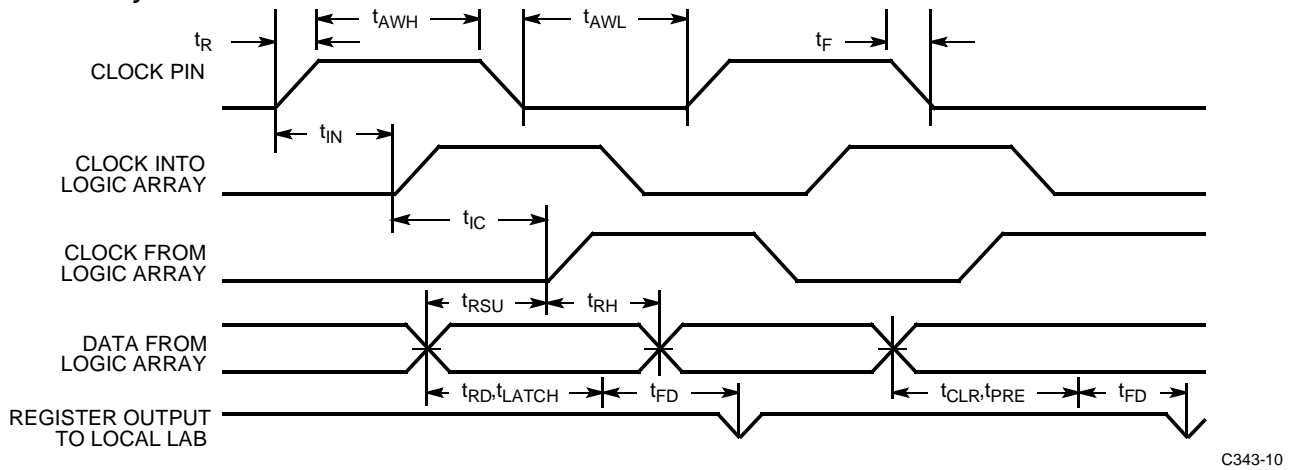 tAWH
tAWL
tR
tF
CLOCK PIN
tIN
CLOCK INTO
LOGIC ARRAY
tIC
CLOCK FROM
LOGIC ARRAY
tRSU
tRH
DATA FROM
LOGIC ARRAY
tRD,tLATCH
tFD
tCLR,tPRE
tFD
REGISTER OUTPUT
TO LOCAL LAB
C343-10